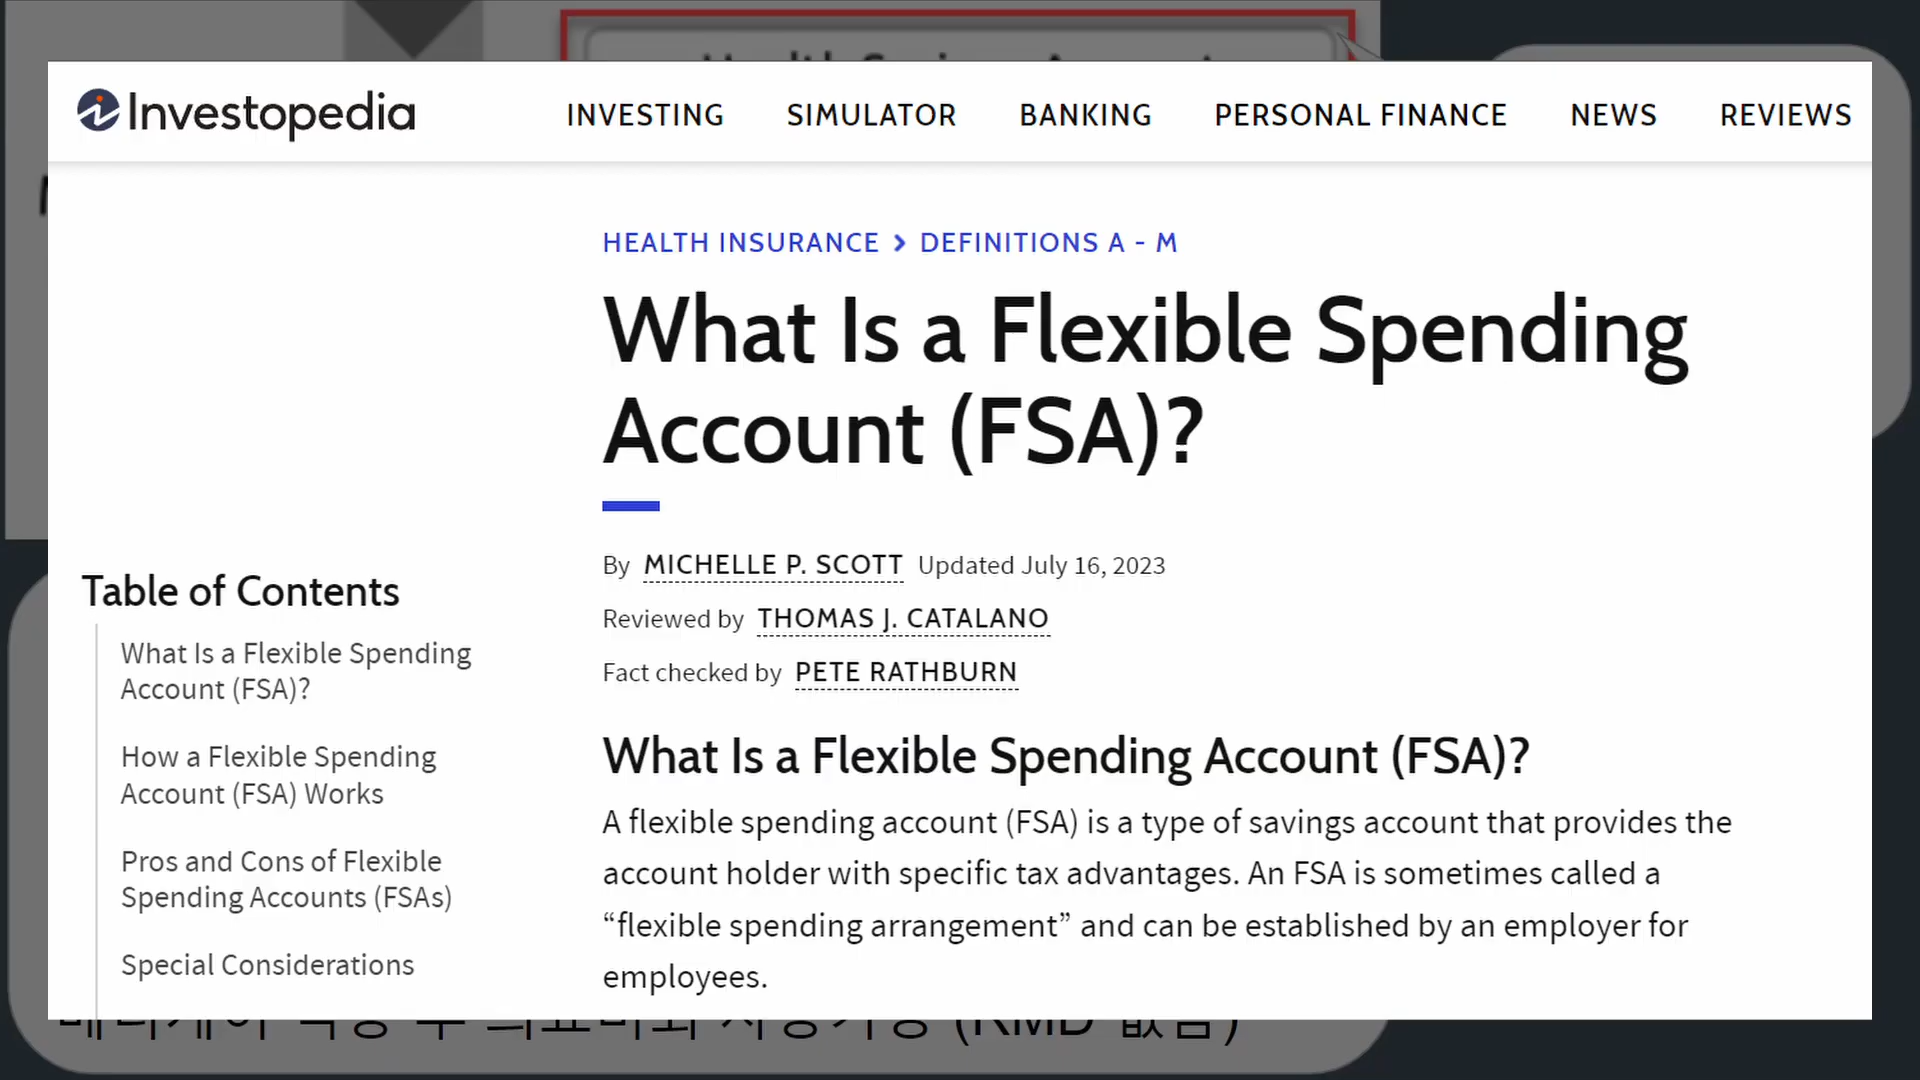 Investopedia
INVESTING SIMULATOR BANKING PERSONAL FINANCE NEWS REVIEWS
HEALTH INSURANCE > DEFINITIONS A - M
What Is a Flexible Spending
Account (FSA)?
By MICHELLE P. SCOTT Updated July 16, 2023
Reviewed by THOMAS J. CATALANO
Fact checked by PETE RATHBURN
Table of Contents
What Is a Flexible Spending
Account (FSA)?
How a Flexible Spending
Account (FSA) Works
Pros and Cons of Flexible
Spending Accounts (FSAs)
Special Considerations
What Is a Flexible Spending Account (FSA)?
A flexible spending account (FSA) is a type of savings account that provides the
account holder with specific tax advantages. An FSA is sometimes called a
“flexible spending arrangement” and can be established by an employer for
employees.
(RMD